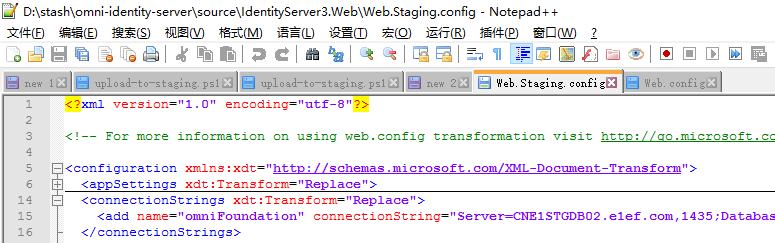 D:\stash\omni-identity-server\source\IdentityServer3.Web\Web.Staging.config - Notepad++
文件(F) 编辑(E) 搜索(S) 视图(V) 格式(M) 语言(L) 设置(T) 宏(O) 运行(R) 插件(P) 窗口(W) ?
new 1 upload-to-staging.ps1 upload-to-staging.ps1 new 2 Web.Staging.config Web.config
1 <?xml version="1.0" encoding="utf-8"?>
2
3 <!-- For more information on using web.config transformation visit http://go.microsoft.co
4
5 <configuration xmlns:xdt="http://schemas.microsoft.com/XML-Document-Transform">
6 <appSettings xdt:Transform="Replace">
14 <connectionStrings xdt:Transform="Replace">
15 <add name="omniFoundation" connectionString="Server=CNE1STGDB02.e1ef.com,1435;Databas
16 </connectionStrings>